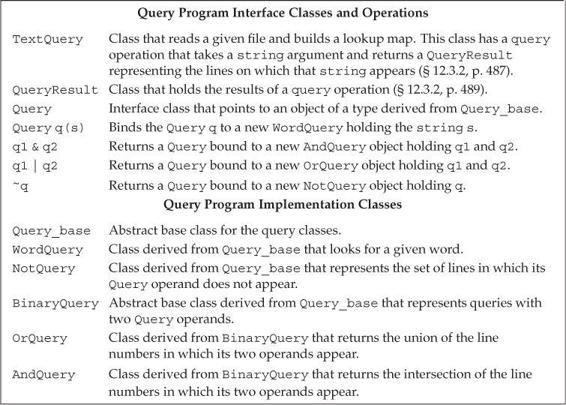 Query Program Interface Classes and Operations
TextQuery Class that reads a given file and builds a lookup map. This class has a query
operation that takes a string argument and returns a QueryResult
representing the lines on which that string appears (§ 12.3.2, p. 487).
QueryResult Class that holds the results of a query operation (§ 12.3.2, p. 489).
Query Interface class that points to an object of a type derived from Query_base.
Query q(s) Binds the Query q to a new WordQuery holding the string s.
q1 & q2 Returns a Query bound to a new AndQuery object holding q1 and q2.
q1 | q2 Returns a Query bound to a new OrQuery object holding q1 and q2.
~q Returns a Query bound to a new NotQuery object holding q.
Query Program Implementation Classes
Query_base Abstract base class for the query classes.
WordQuery Class derived from Query_base that looks for a given word.
NotQuery Class derived from Query_base that represents the set of lines in which its
Query operand does not appear.
BinaryQuery Abstract base class derived from Query_base that represents queries with
two Query operands.
OrQuery Class derived from BinaryQuery that returns the union of the line
numbers in which its two operands appear.
AndQuery Class derived from BinaryQuery that returns the intersection of the line
numbers in which its two operands appear.